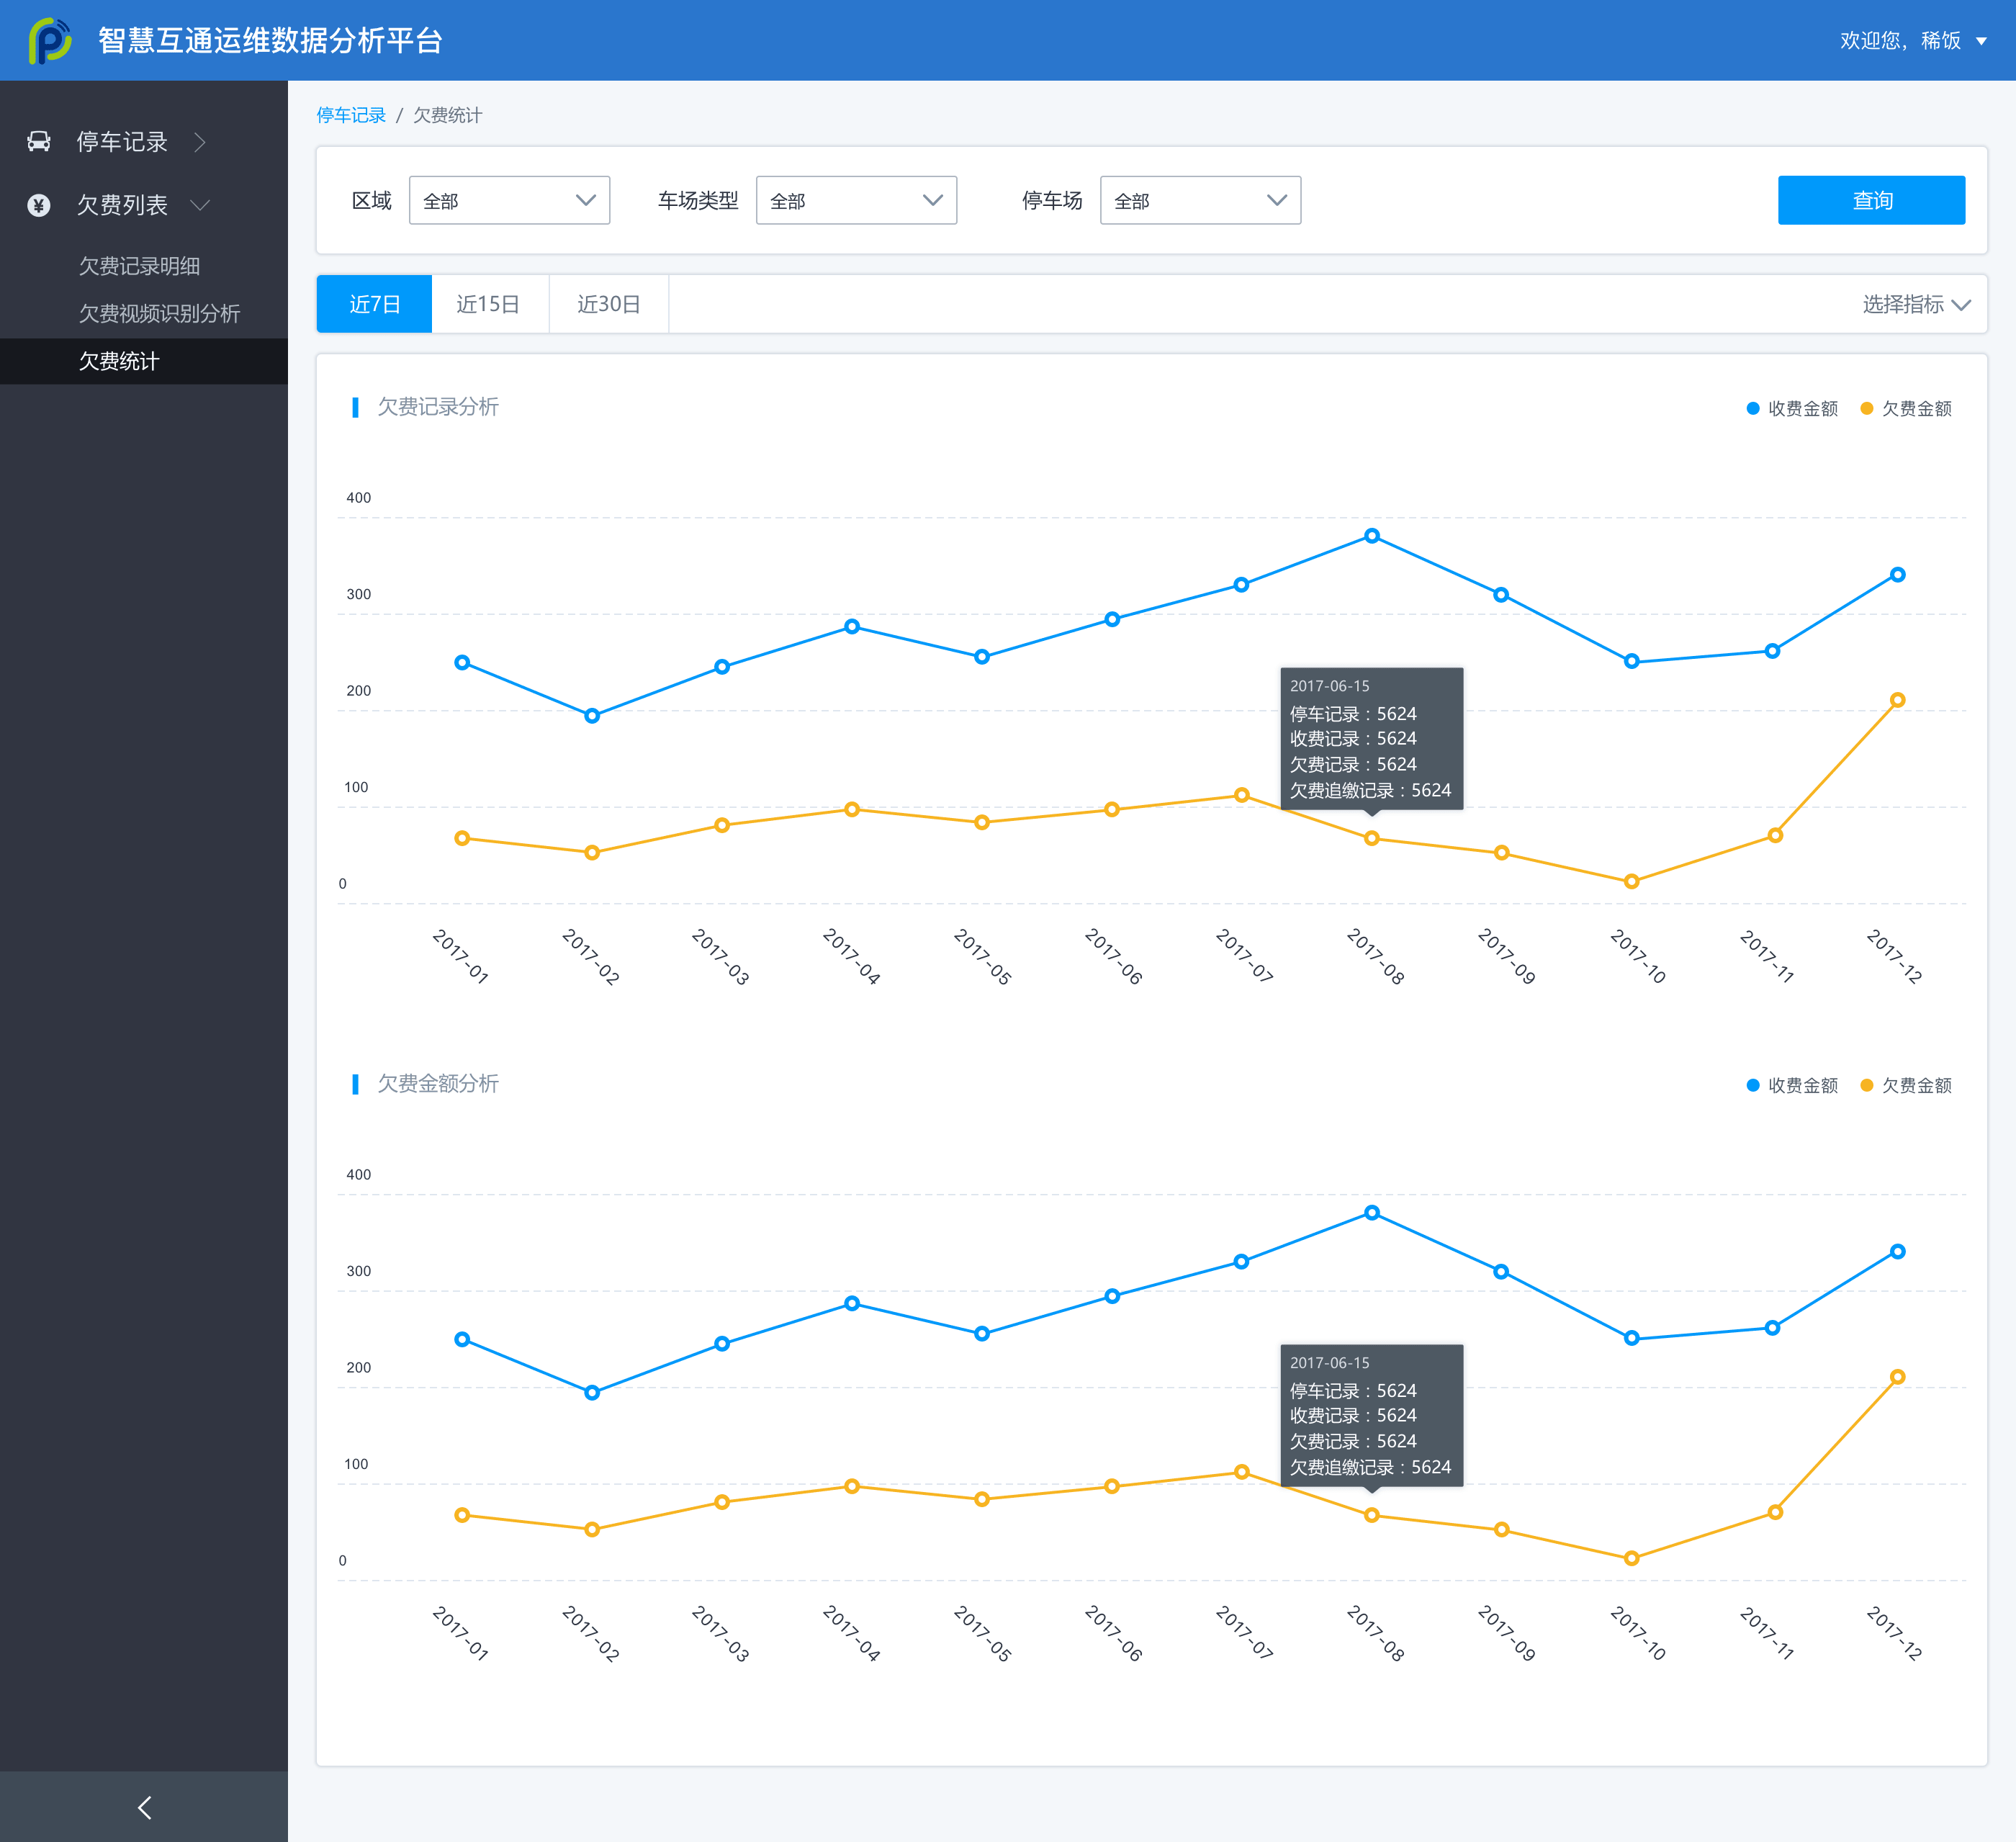 智慧互通运维数据分析平台
欢迎您，稀饭
停车记录
欠费列表
欠费记录明细
欠费视频识别分析
欠费统计
停车记录 / 欠费统计
区域 全部 车场类型 全部 停车场 全部 查询
近7日 近15日 近30日 选择指标
欠费记录分析
收费金额 欠费金额
400
300
200
100
0
2017-06-15
停车记录：5624
收费记录：5624
欠费记录：5624
欠费追缴记录：5624
2017-01 2017-02 2017-03 2017-04 2017-05 2017-06 2017-07 2017-08 2017-09 2017-10 2017-11 2017-12
欠费金额分析
收费金额 欠费金额
400
300
200
100
0
2017-06-15
停车记录：5624
收费记录：5624
欠费记录：5624
欠费追缴记录：5624
2017-01 2017-02 2017-03 2017-04 2017-05 2017-06 2017-07 2017-08 2017-09 2017-10 2017-11 2017-12